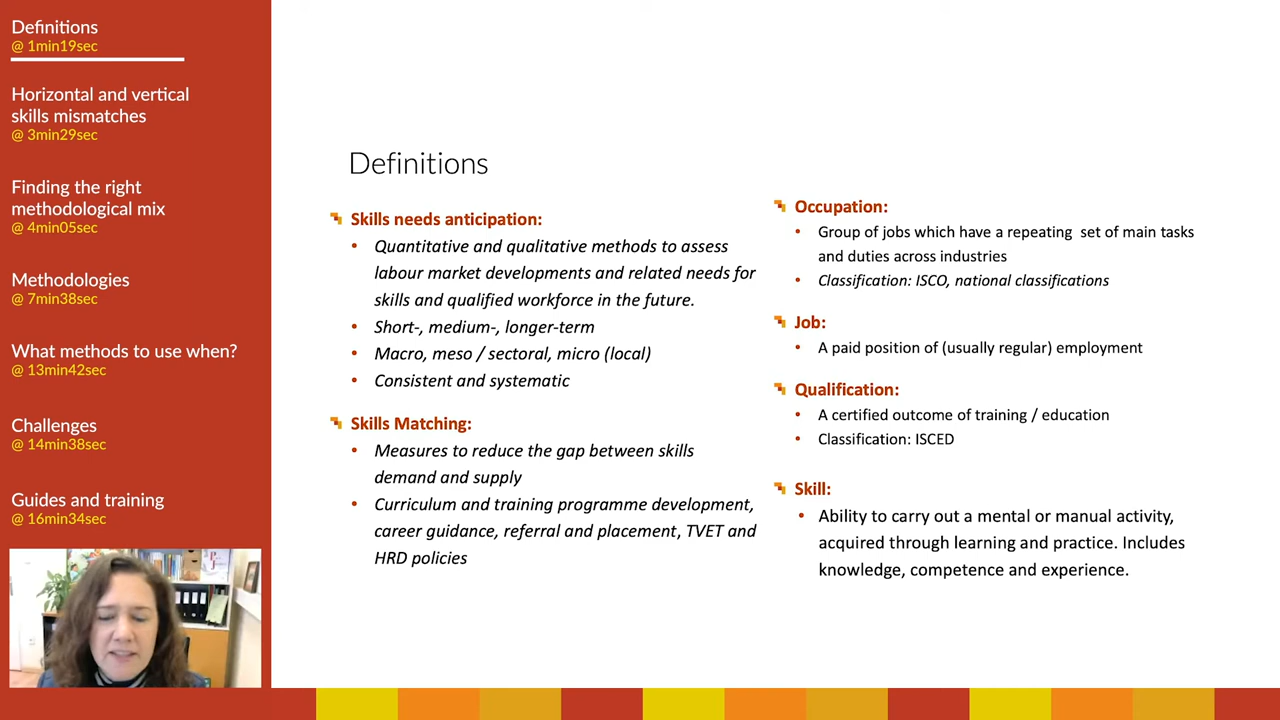 Definitions
@ 1min19sec
Horizontal and vertical
skills mismatches
@ 3min29sec
Finding the right
methodological mix
@ 4min05sec
Methodologies
@ 7min38sec
What methods to use when?
@ 13min42sec
Challenges
@ 14min38sec
Guides and training
@ 16min34sec
Definitions
Skills needs anticipation:
• Quantitative and qualitative methods to assess
labour market developments and related needs for
skills and qualified workforce in the future.
• Short-, medium-, longer-term
• Macro, meso / sectoral, micro (local)
• Consistent and systematic
Skills Matching:
• Measures to reduce the gap between skills
demand and supply
• Curriculum and training programme development,
career guidance, referral and placement, TVET and
HRD policies
Occupation:
• Group of jobs which have a repeating set of main tasks
and duties across industries
• Classification: ISCO, national classifications
Job:
• A paid position of (usually regular) employment
Qualification:
• A certified outcome of training / education
• Classification: ISCED
Skill:
• Ability to carry out a mental or manual activity,
acquired through learning and practice. Includes
knowledge, competence and experience.